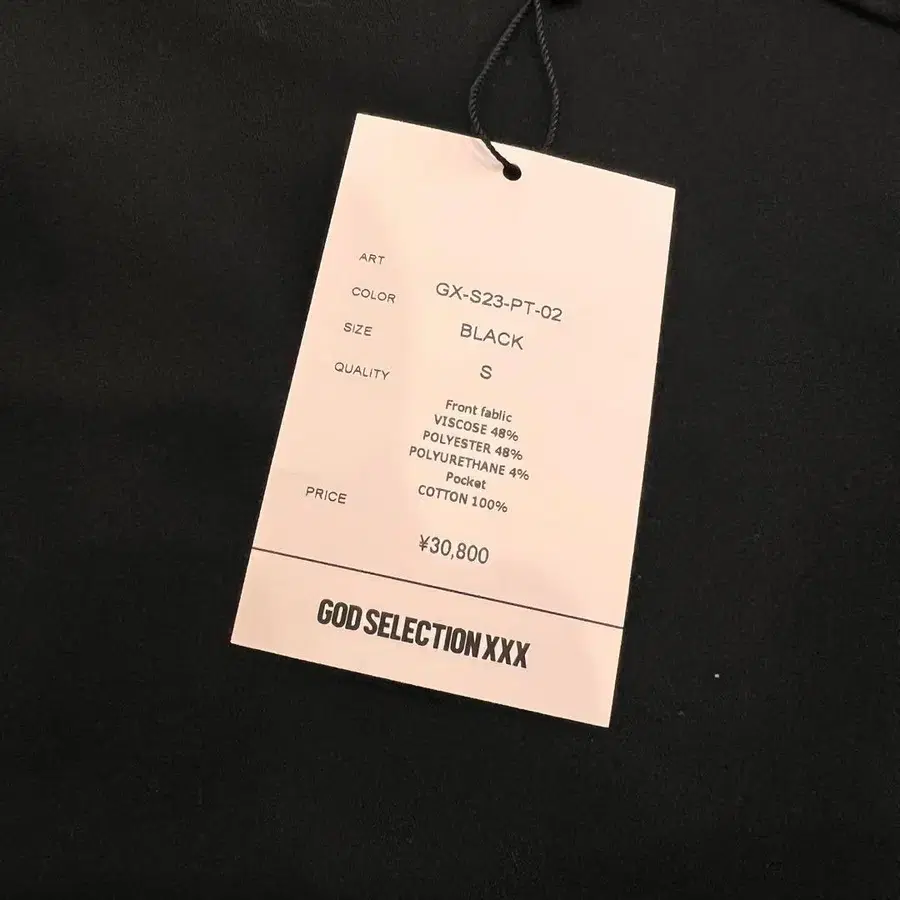 ART GX-S23-PT-02
COLOR BLACK
SIZE S
QUALITY Front fablic
VISCOSE 48%
POLYESTER 48%
POLYURETHANE 4%
Pocket
COTTON 100%
PRICE ¥30,800
GOD SELECTION XXX